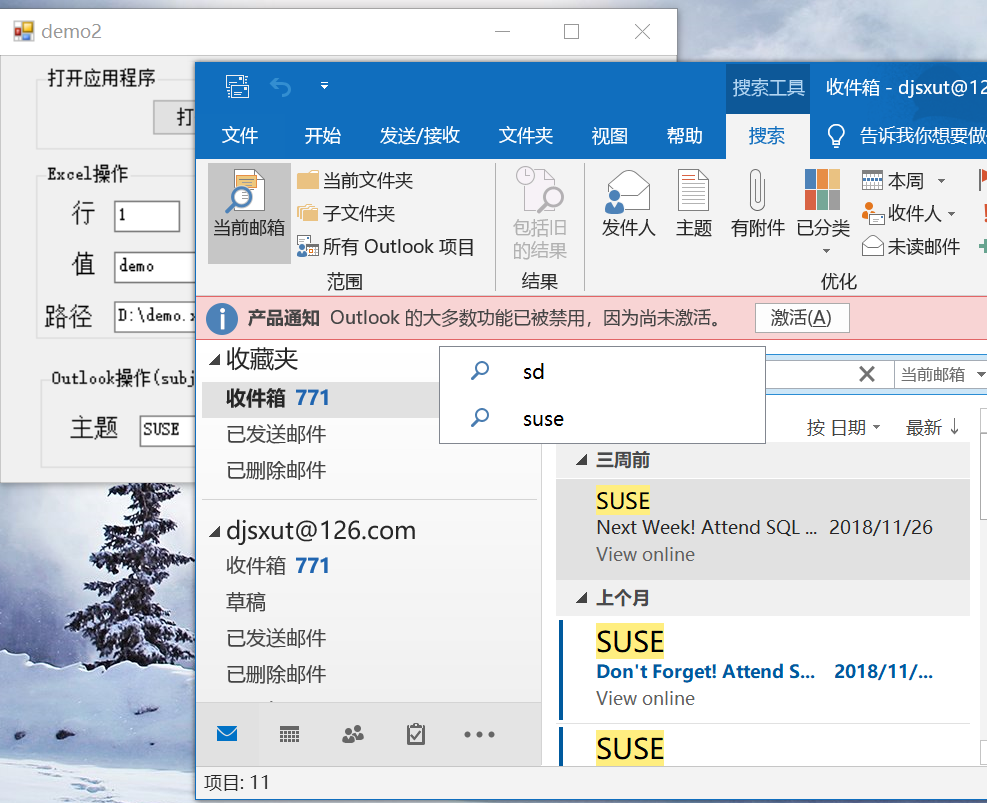 demo2
打开应用程序
打
Excel操作
行 1
值 demo
路径 D:\demo.x
Outlook操作(subj
主题 SUSE
搜索工具 收件箱 - djsxut@12
文件 开始 发送/接收 文件夹 视图 帮助 搜索 告诉我你想要做
当前邮箱
当前文件夹
子文件夹
所有 Outlook 项目
范围
包括旧
的结果
结果
发件人
主题
有附件
已分类
本周
收件人
未读邮件
优化
产品通知 Outlook 的大多数功能已被禁用，因为尚未激活。 激活(A)
收藏夹
收件箱 771
已发送邮件
已删除邮件
djsxut@126.com
收件箱 771
草稿
已发送邮件
已删除邮件
sd
suse
当前邮箱
按 日期 最新 ↓
三周前
SUSE
Next Week! Attend SQL ... 2018/11/26
View online
上个月
SUSE
Don't Forget! Attend S... 2018/11/...
View online
SUSE
项目: 11